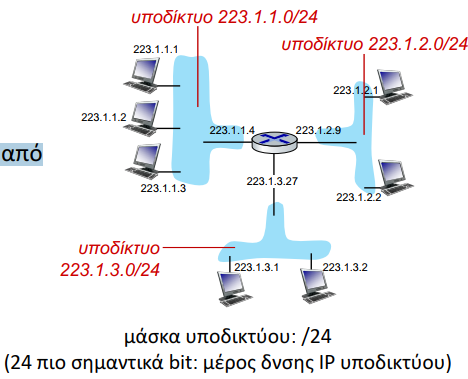 υποδίκτυο 223.1.1.0/24
υποδίκτυο 223.1.2.0/24
223.1.1.1
223.1.2.1
223.1.1.2
223.1.1.4
223.1.2.9
από
223.1.1.3
223.1.3.27
223.1.2.2
υποδίκτυο
223.1.3.0/24
223.1.3.1
223.1.3.2
μάσκα υποδικτύου: /24
(24 πιο σημαντικά bit: μέρος δνσης IP υποδικτύου)